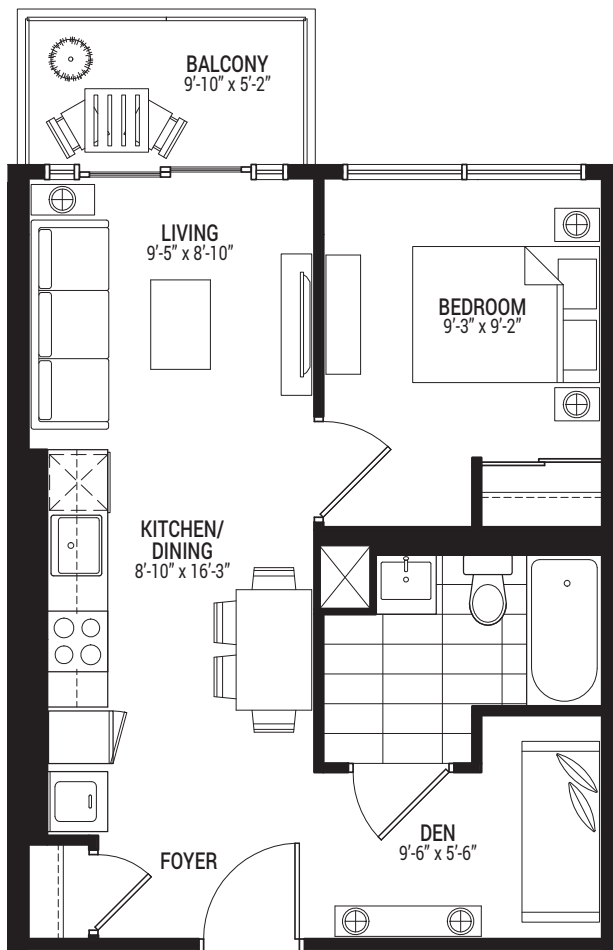 BALCONY
9'-10" x 5'-2"
LIVING
9'-5" x 8'-10"
BEDROOM
9'-3" x 9'-2"
KITCHEN/
DINING
8'-10" x 16'-3"
DEN
9'-6" x 5'-6"
FOYER